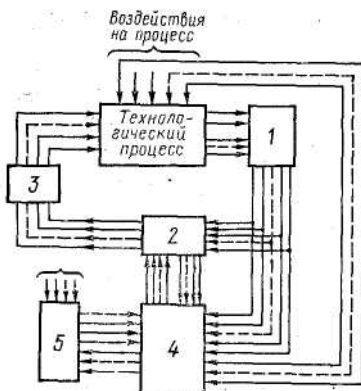 Воздействия
на процесс
Техноло-
гический
процесс
1
3
2
5
4